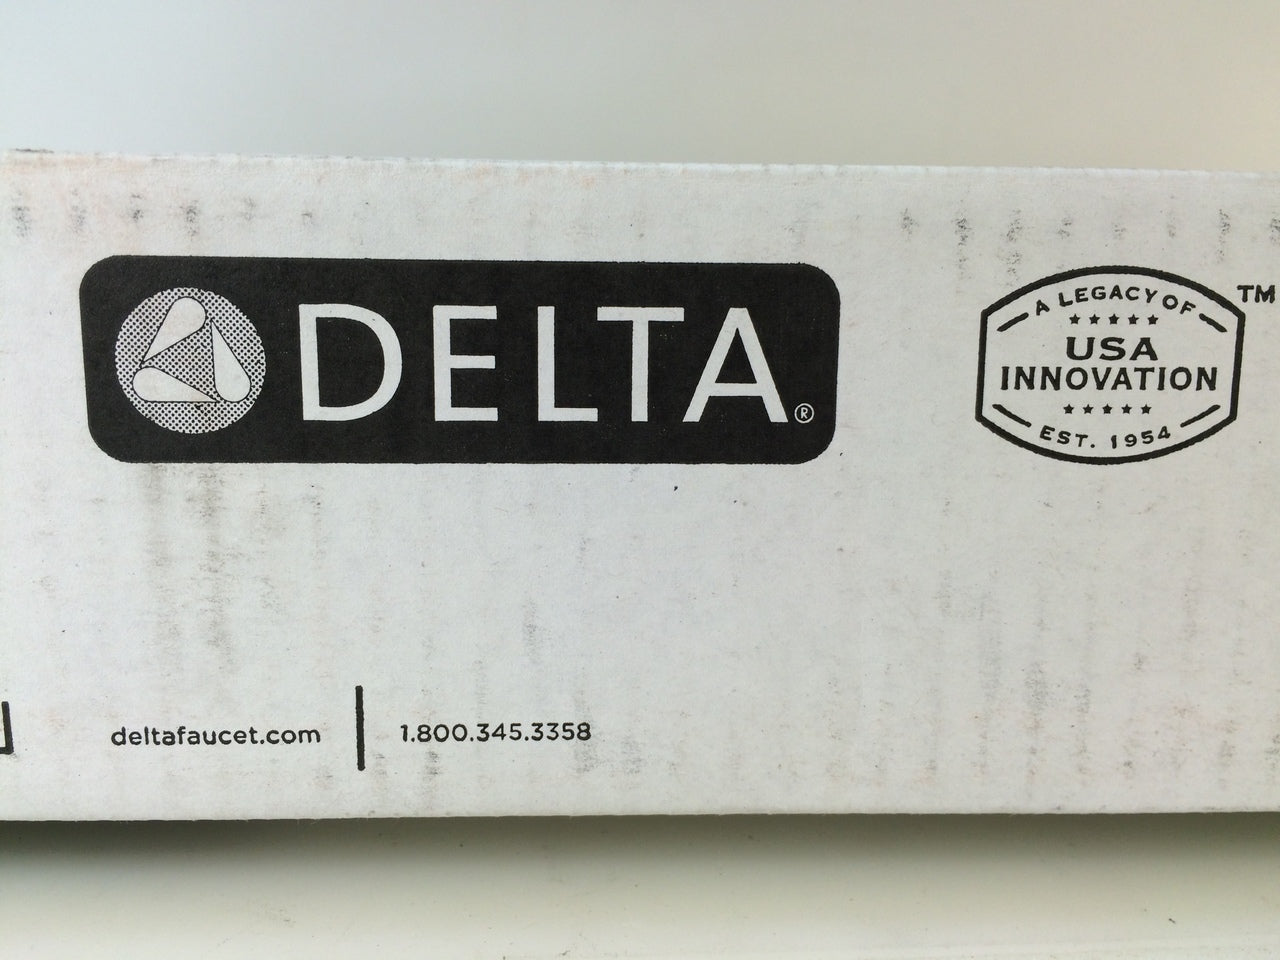 DELTA®
A LEGACY OF
USA
INNOVATION
EST. 1954
TM
deltafaucet.com
1.800.345.3358